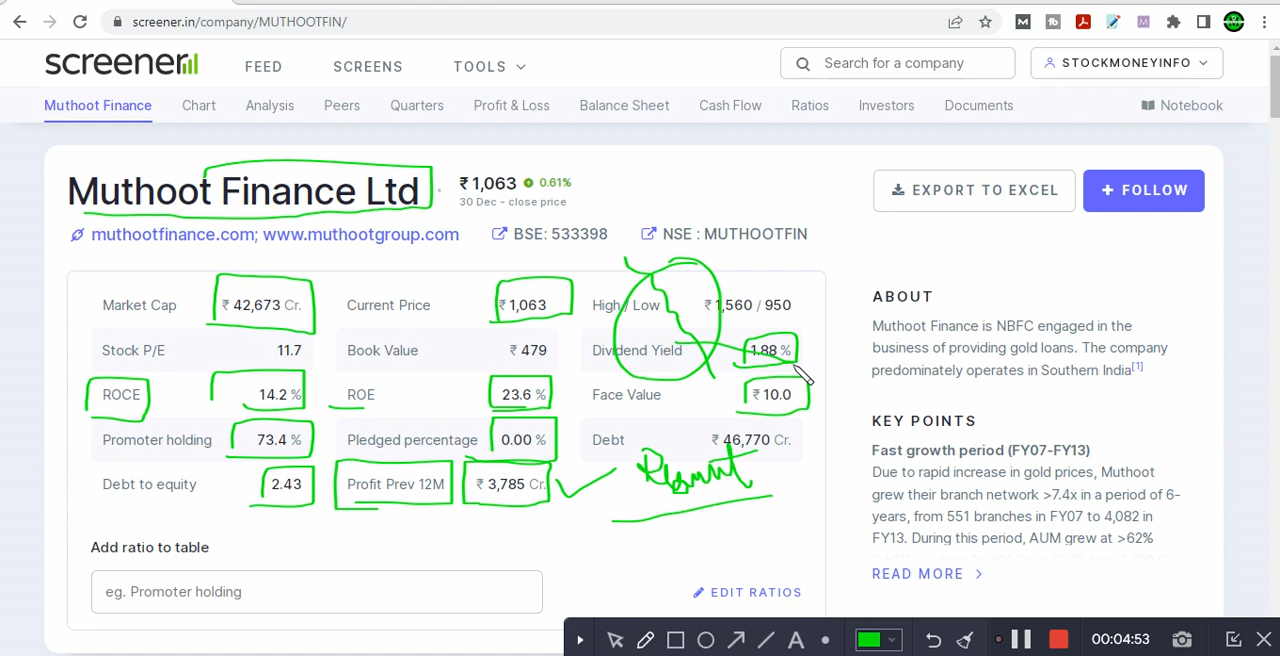 screener.in/company/MUTHOOTFIN/
screener FEED SCREENS TOOLS Search for a company STOCKMONEYINFO
Muthoot Finance Chart Analysis Peers Quarters Profit & Loss Balance Sheet Cash Flow Ratios Investors Documents Notebook
Muthoot Finance Ltd ₹ 1,063 0.61%
30 Dec - close price
EXPORT TO EXCEL + FOLLOW
muthootfinance.com; www.muthootgroup.com BSE: 533398 NSE : MUTHOOTFIN
Market Cap ₹ 42,673 Cr. Current Price ₹ 1,063 High / Low ₹ 1,560 / 950
Stock P/E 11.7 Book Value ₹ 479 Dividend Yield 1.88 %
ROCE 14.2 % ROE 23.6 % Face Value ₹ 10.0
Promoter holding 73.4 % Pledged percentage 0.00 % Debt ₹ 46,770 Cr.
Debt to equity 2.43 Profit Prev 12M ₹ 3,785 Cr.
Add ratio to table
eg. Promoter holding EDIT RATIOS
ABOUT
Muthoot Finance is NBFC engaged in the
business of providing gold loans. The company
predominately operates in Southern India[1]
KEY POINTS
Fast growth period (FY07-FY13)
Due to rapid increase in gold prices, Muthoot
grew their branch network >7.4x in a period of 6-
years, from 551 branches in FY07 to 4,082 in
FY13. During this period, AUM grew at >62%
READ MORE
A 00:04:53